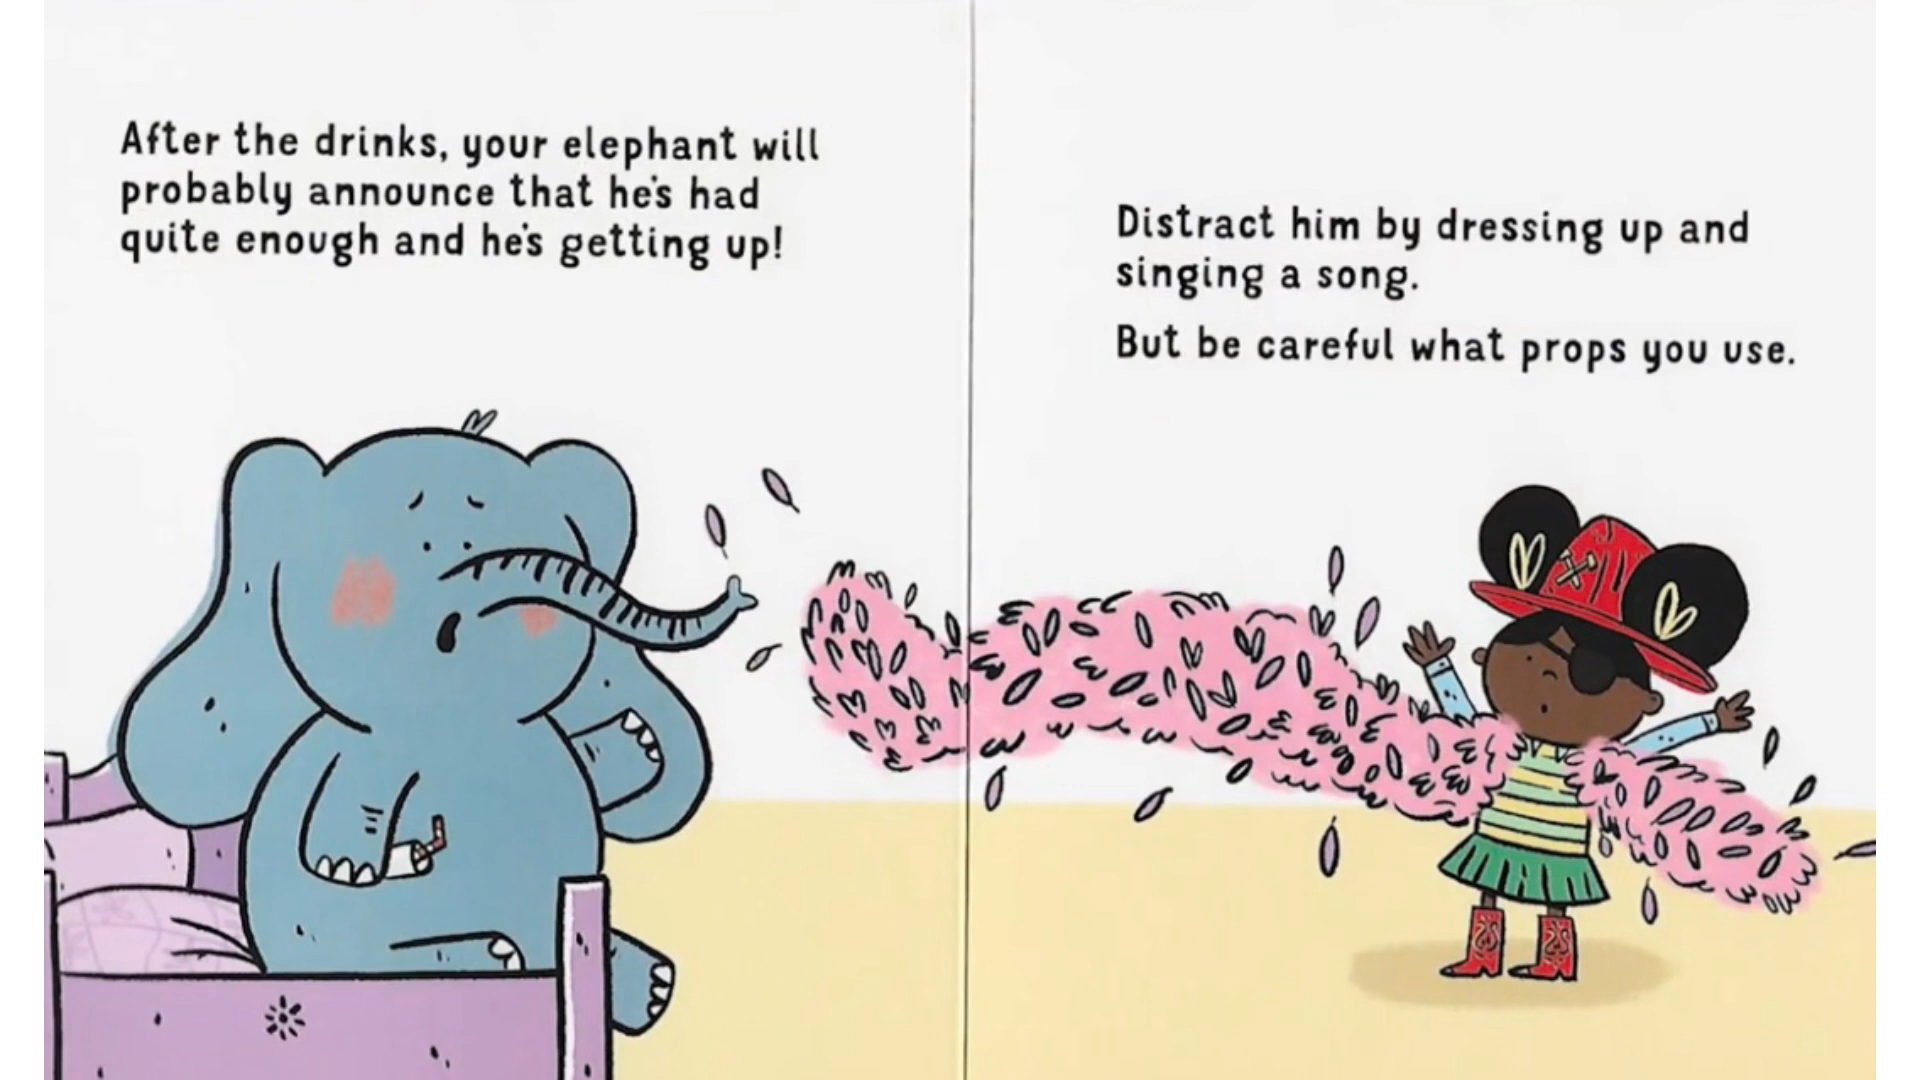 After the drinks, your elephant will
probably announce that he's had
quite enough and he's getting up!
Distract him by dressing up and
singing a song.
But be careful what props you use.